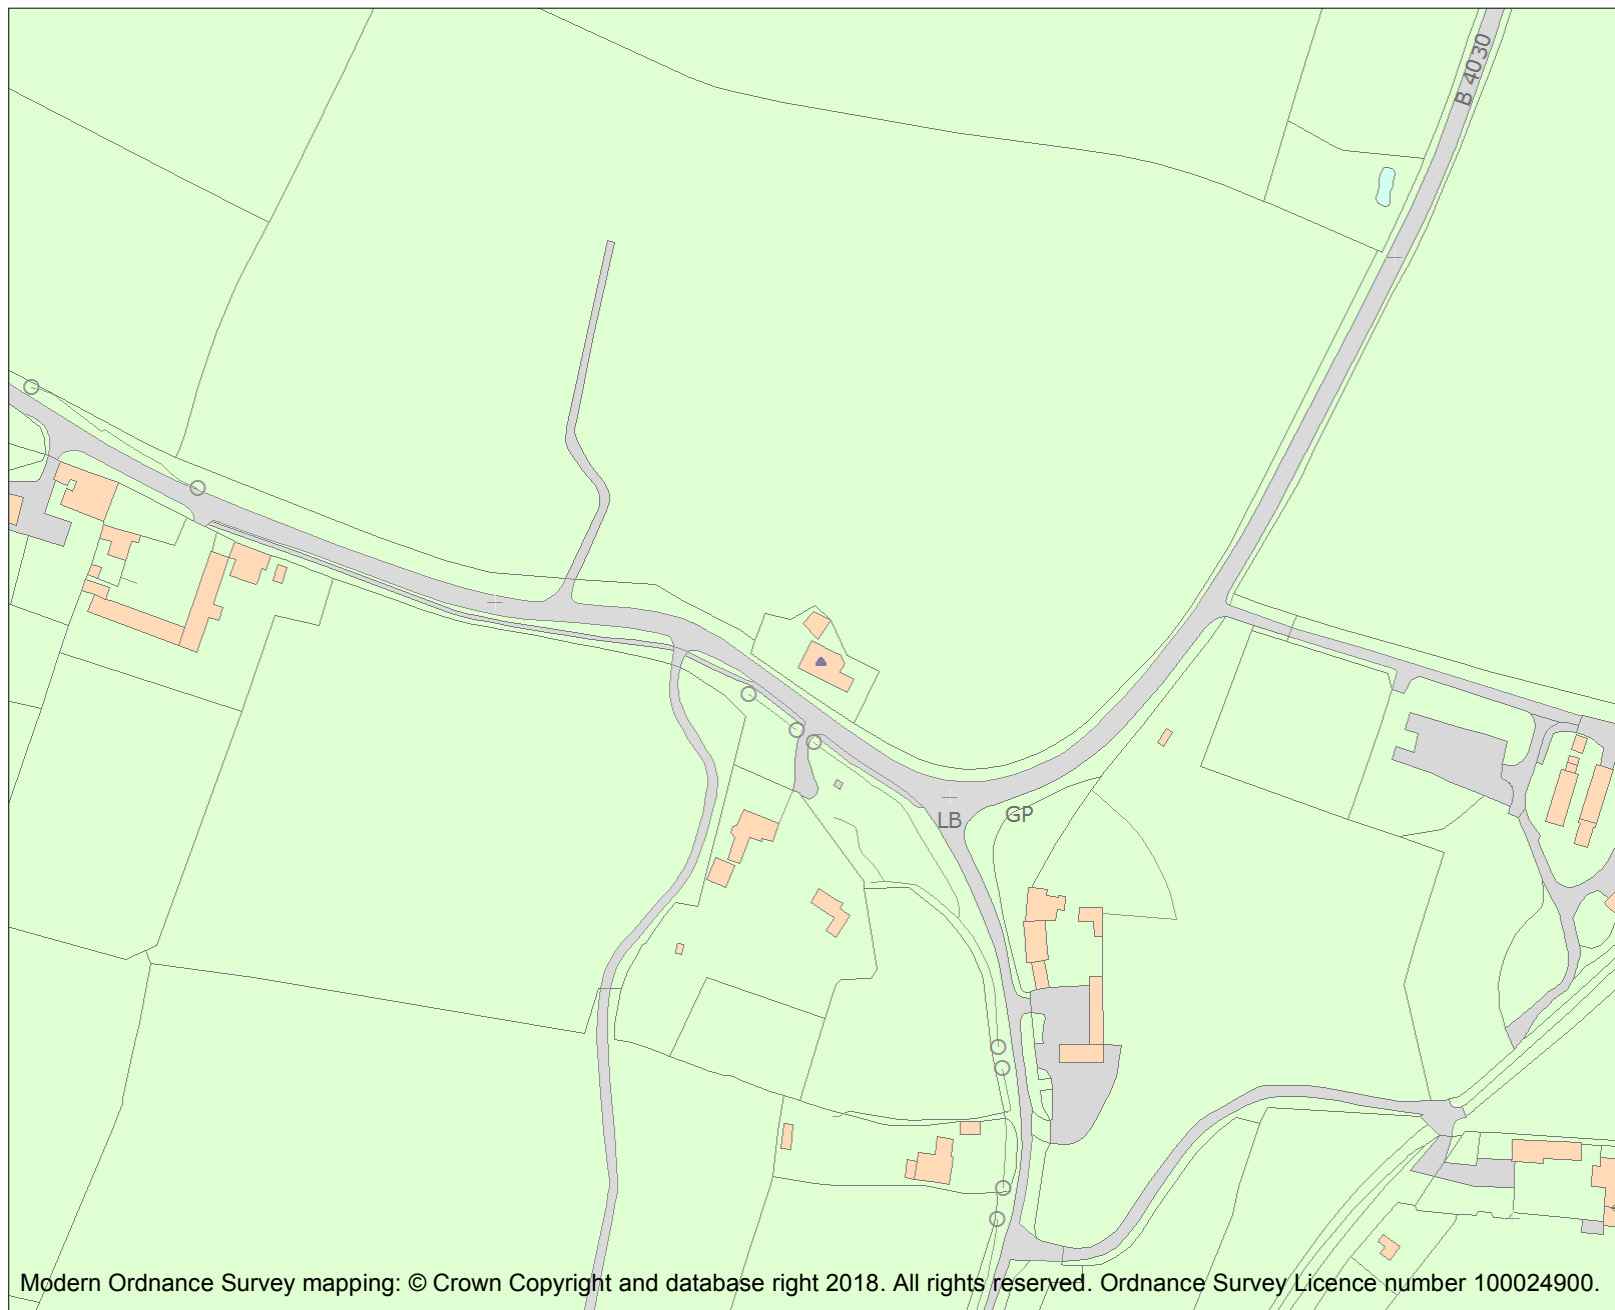 B 4030
LB
GP
Modern Ordnance Survey mapping: © Crown Copyright and database right 2018. All rights reserved. Ordnance Survey Licence number 100024900.